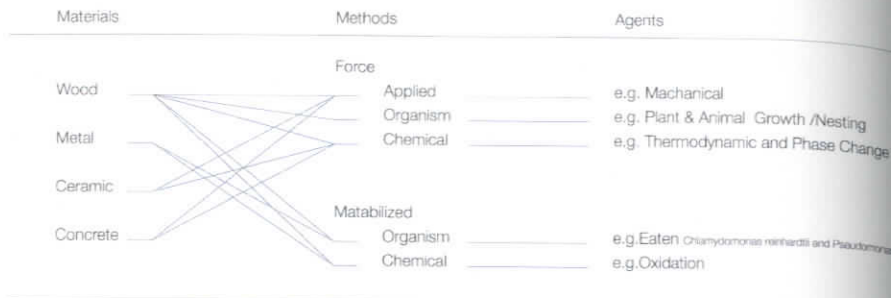 Materials Methods Agents
Force
Wood Applied e.g. Machanical
Organism e.g. Plant & Animal Growth /Nesting
Metal Chemical e.g. Thermodynamic and Phase Change
Ceramic
Matabilized
Concrete Organism e.g.Eaten Chlamydomonas reinhardtii and Pseudomonas
Chemical e.g.Oxidation